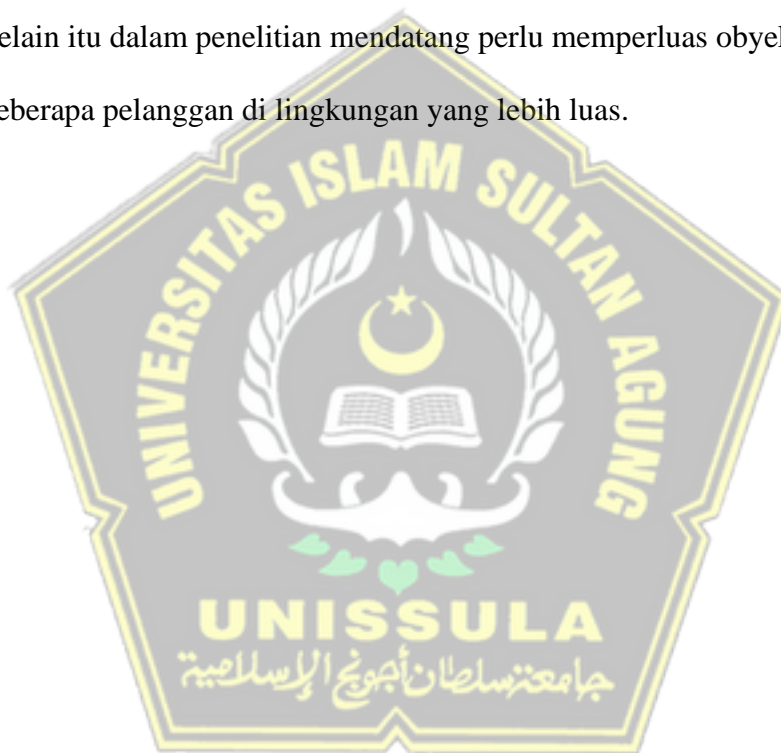 elain itu dalam penelitian mendatang perlu memperluas obye
eberapa pelanggan di lingkungan yang lebih luas.
UNIVERSITAS ISLAM SULTAN AGUNG
UNISSULA
جامعة سلطان أجونج الإسلامية